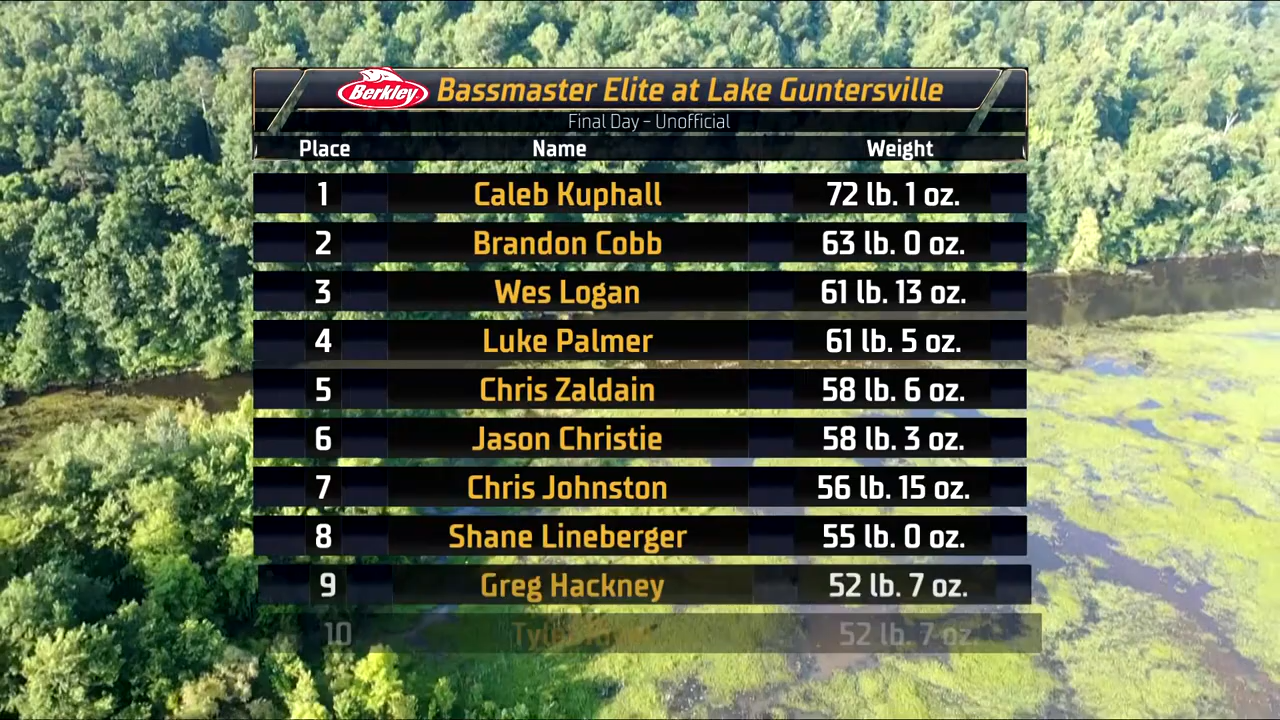 Berkley Bassmaster Elite at Lake Guntersville
Final Day - Unofficial
Place Name Weight
1 Caleb Kuphall 72 lb. 1 oz.
2 Brandon Cobb 63 lb. 0 oz.
3 Wes Logan 61 lb. 13 oz.
4 Luke Palmer 61 lb. 5 oz.
5 Chris Zaldain 58 lb. 6 oz.
6 Jason Christie 58 lb. 3 oz.
7 Chris Johnston 56 lb. 15 oz.
8 Shane Lineberger 55 lb. 0 oz.
9 Greg Hackney 52 lb. 7 oz.
10 52 lb. 7 oz